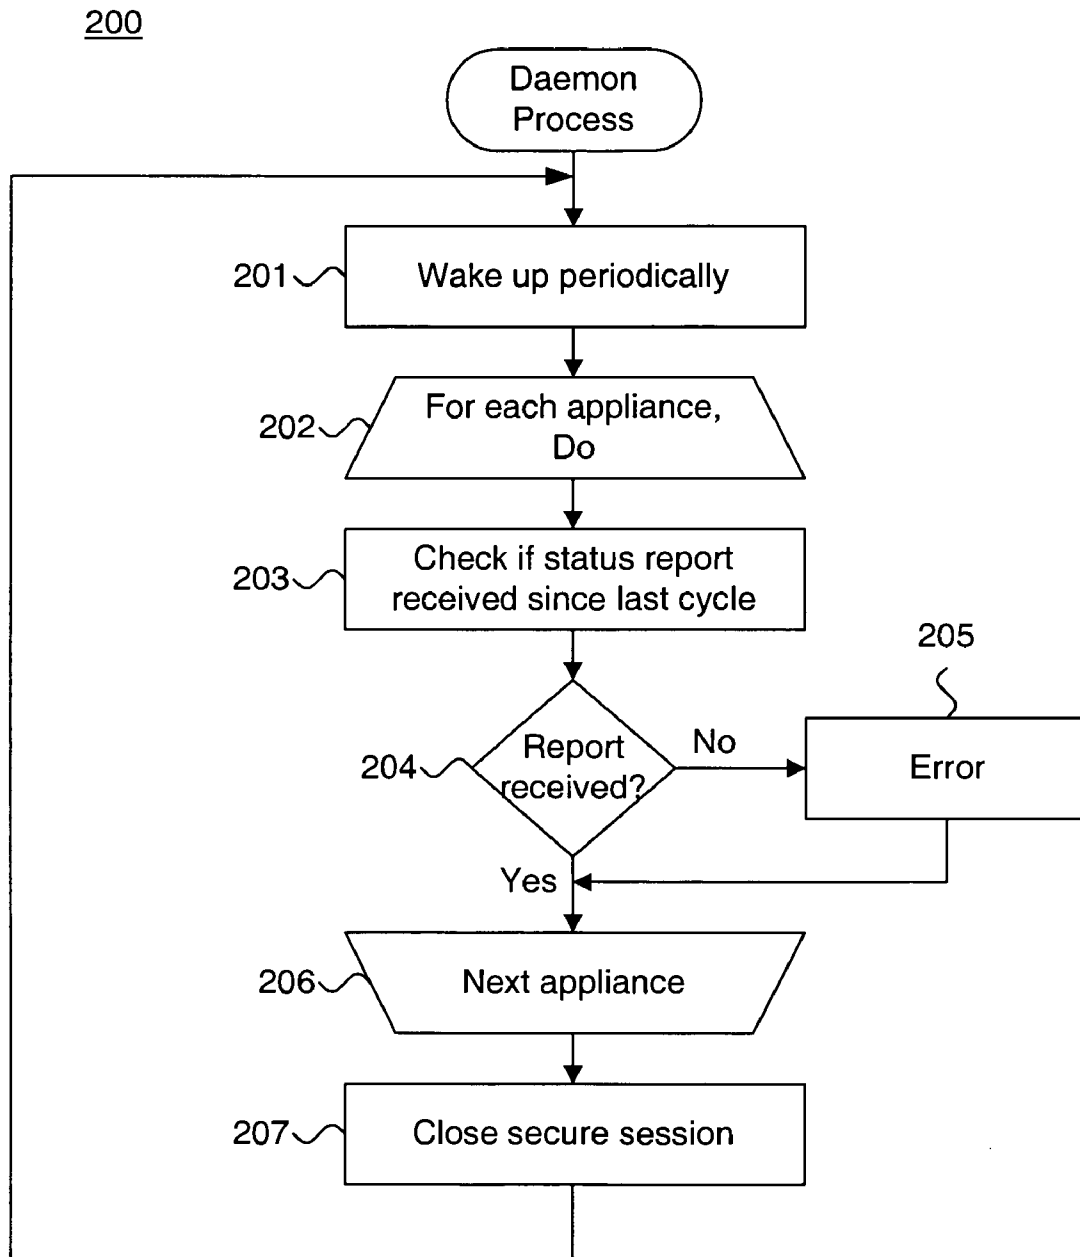 200
Daemon
Process
201
Wake up periodically
202
For each appliance,
Do
203
Check if status report
received since last cycle
205
204
Report
received?
No
Error
Yes
206
Next appliance
207
Close secure session